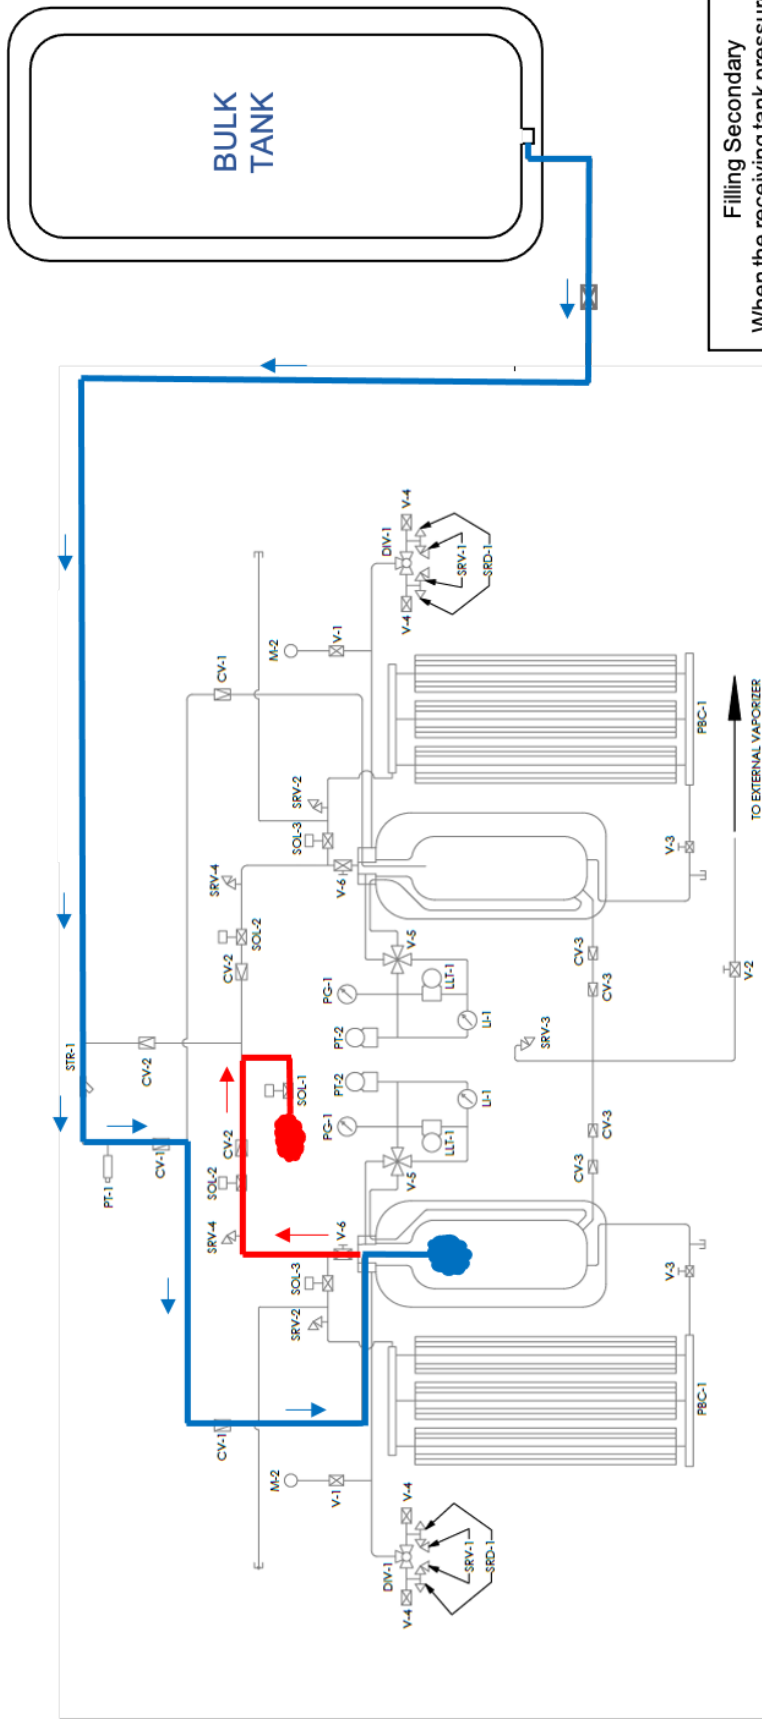 BULK
TANK
Filling Secondary
STR-1
PT-1
CV-1
CV-2
CV-1
SOL-2
CV-2
SRV-4
SOL-2
CV-2
SRV-4
CV-1
SOL-1
M-2
V-1
SRV-2
SOL-3
V-6
PG-1
PT-2
V-5
LLT-1
LI-1
PT-2
PG-1
V-5
LLT-1
LI-1
V-6
SOL-3
SRV-2
CV-1
M-2
V-1
V-4
DIV-1
V-4
SRV-1
SRD-1
V-4
DIV-1
V-4
SRV-1
SRD-1
SRV-3
CV-3
CV-3
CV-3
CV-3
V-3
V-3
PBC-1
PBC-1
V-2
TO EXTERNAL VAPORIZER